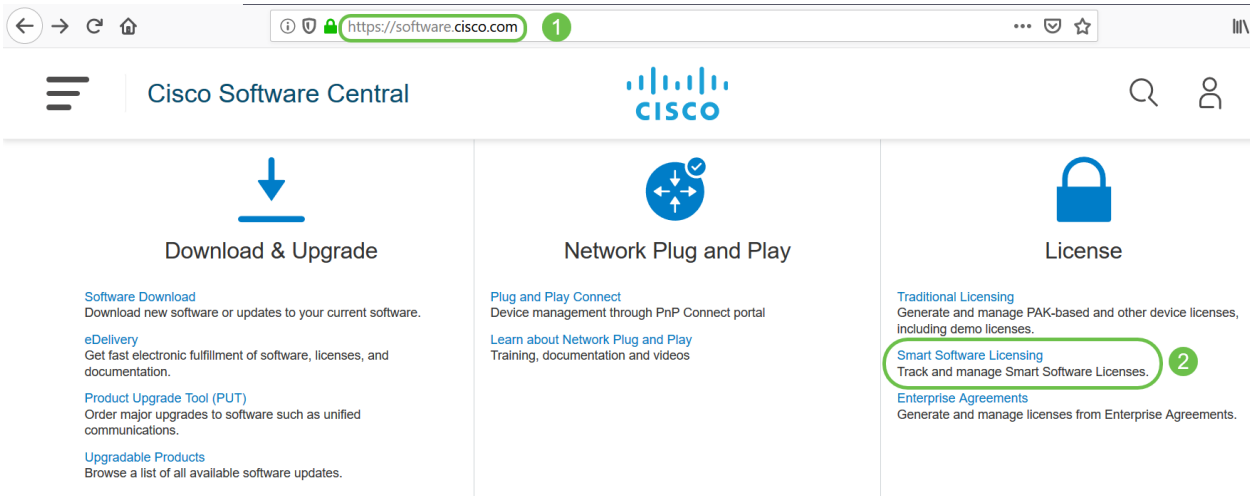 https://software.cisco.com
1
Cisco Software Central
CISCO
Download & Upgrade
Software Download
Download new software or updates to your current software.
eDelivery
Get fast electronic fulfillment of software, licenses, and
documentation.
Product Upgrade Tool (PUT)
Order major upgrades to software such as unified
communications.
Upgradable Products
Browse a list of all available software updates.
Network Plug and Play
Plug and Play Connect
Device management through PnP Connect portal
Learn about Network Plug and Play
Training, documentation and videos
License
Traditional Licensing
Generate and manage PAK-based and other device licenses,
including demo licenses.
Smart Software Licensing
Track and manage Smart Software Licenses.
2
Enterprise Agreements
Generate and manage licenses from Enterprise Agreements.